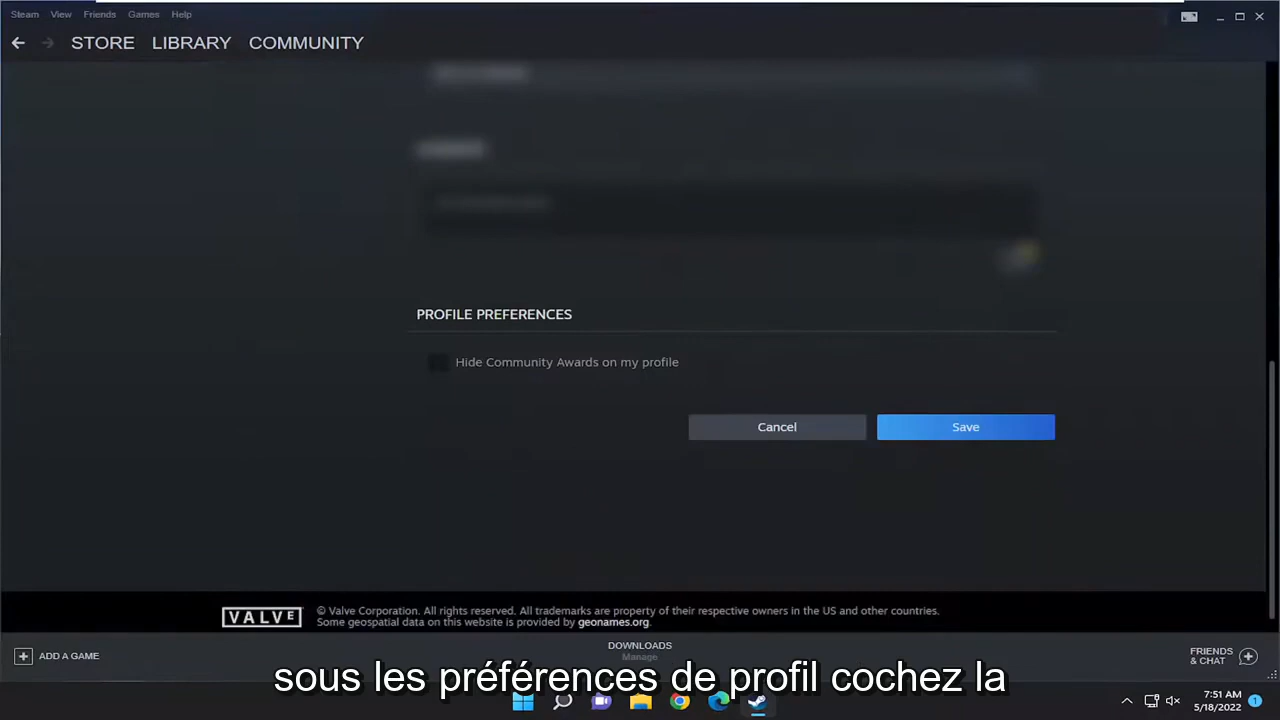 Steam View Friends Games Help
STORE LIBRARY COMMUNITY
PROFILE PREFERENCES
Hide Community Awards on my profile
Cancel Save
VALVE
© Valve Corporation. All rights reserved. All trademarks are property of their respective owners in the US and other countries.
Some geospatial data on this website is provided by geonames.org.
DOWNLOADS
Manage
ADD A GAME
FRIENDS
& CHAT
sous les préférences de profil cochez la
7:51 AM
5/18/2022
1